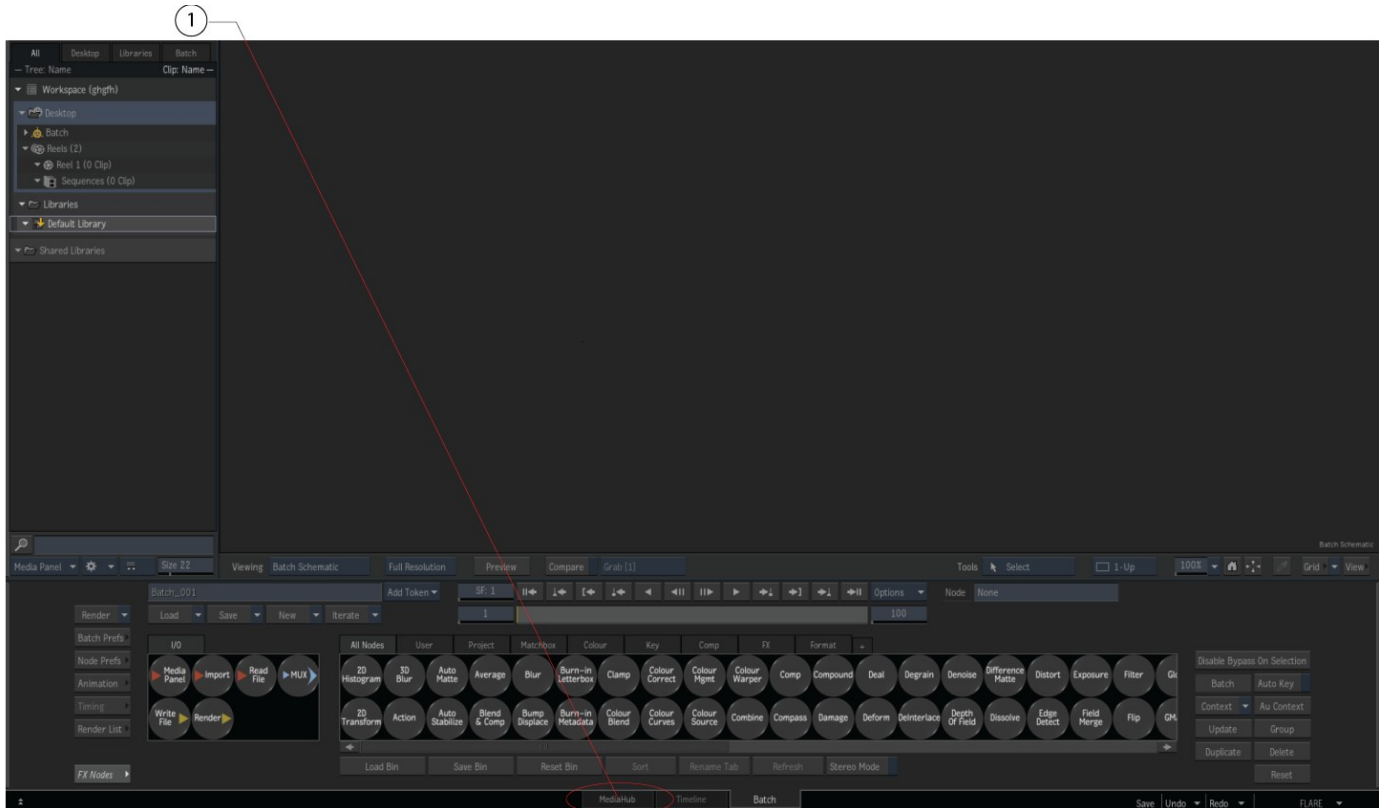 1
All Desktop Libraries Batch
— Tree: Name Clip: Name —
Workspace (ghgfh)
Desktop
Batch
Reels (2)
Reel 1 (0 Clip)
Sequences (0 Clip)
Libraries
Default Library
Shared Libraries
Batch Schematic
Media Panel Size 22 Viewing Batch Schematic Full Resolution Preview Compare Grab [1] Tools Select 1-Up 100% Grid View
Batch_001 Add Token SF: 1 Options Node None
Render Load Save New Iterate 1 100
Batch Prefs I/O All Nodes User Project Matchbox Colour Key Comp FX Format +
Node Prefs
Animation
Timing
Render List
FX Nodes
Media Panel Import Read File MUX
Write File Render
2D Histogram 3D Blur Auto Matte Average Blur Burn-in Letterbox Clamp Colour Correct Colour Mgmt Colour Warper Comp Compound Deal Degrain Denoise Difference Matte Distort Exposure Filter
2D Transform Action Auto Stabilize Blend & Comp Bump Displace Burn-in Metadata Colour Blend Colour Curves Colour Source Combine Compass Damage Deform Deinterlace Depth Of Field Dissolve Edge Detect Field Merge Flip
Load Bin Save Bin Reset Bin Sort Rename Tab Refresh Stereo Mode
Disable Bypass On Selection
Batch Auto Key
Context Au Context
Update Group
Duplicate Delete
Reset
MediaHub Timeline Batch Save Undo Redo FLARE